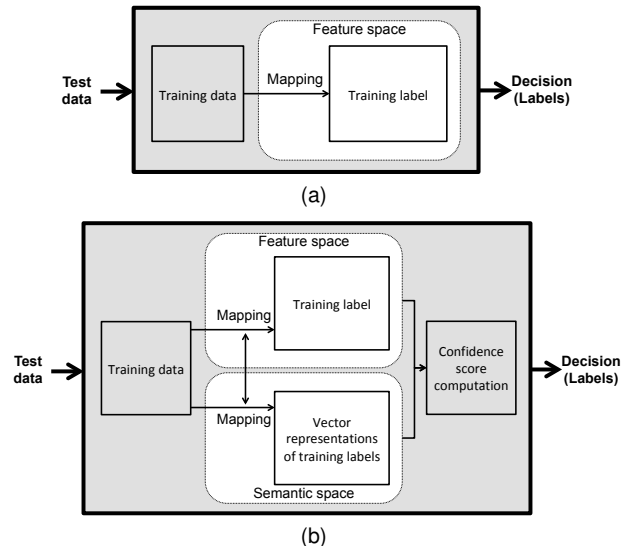 Feature space
Test
data
Training data
Mapping
Training label
Decision
(Labels)
(a)
Feature space
Training label
Mapping
Test
data
Training data
Confidence
score
computation
Decision
(Labels)
Mapping
Vector
representations
of training labels
Semantic space
(b)